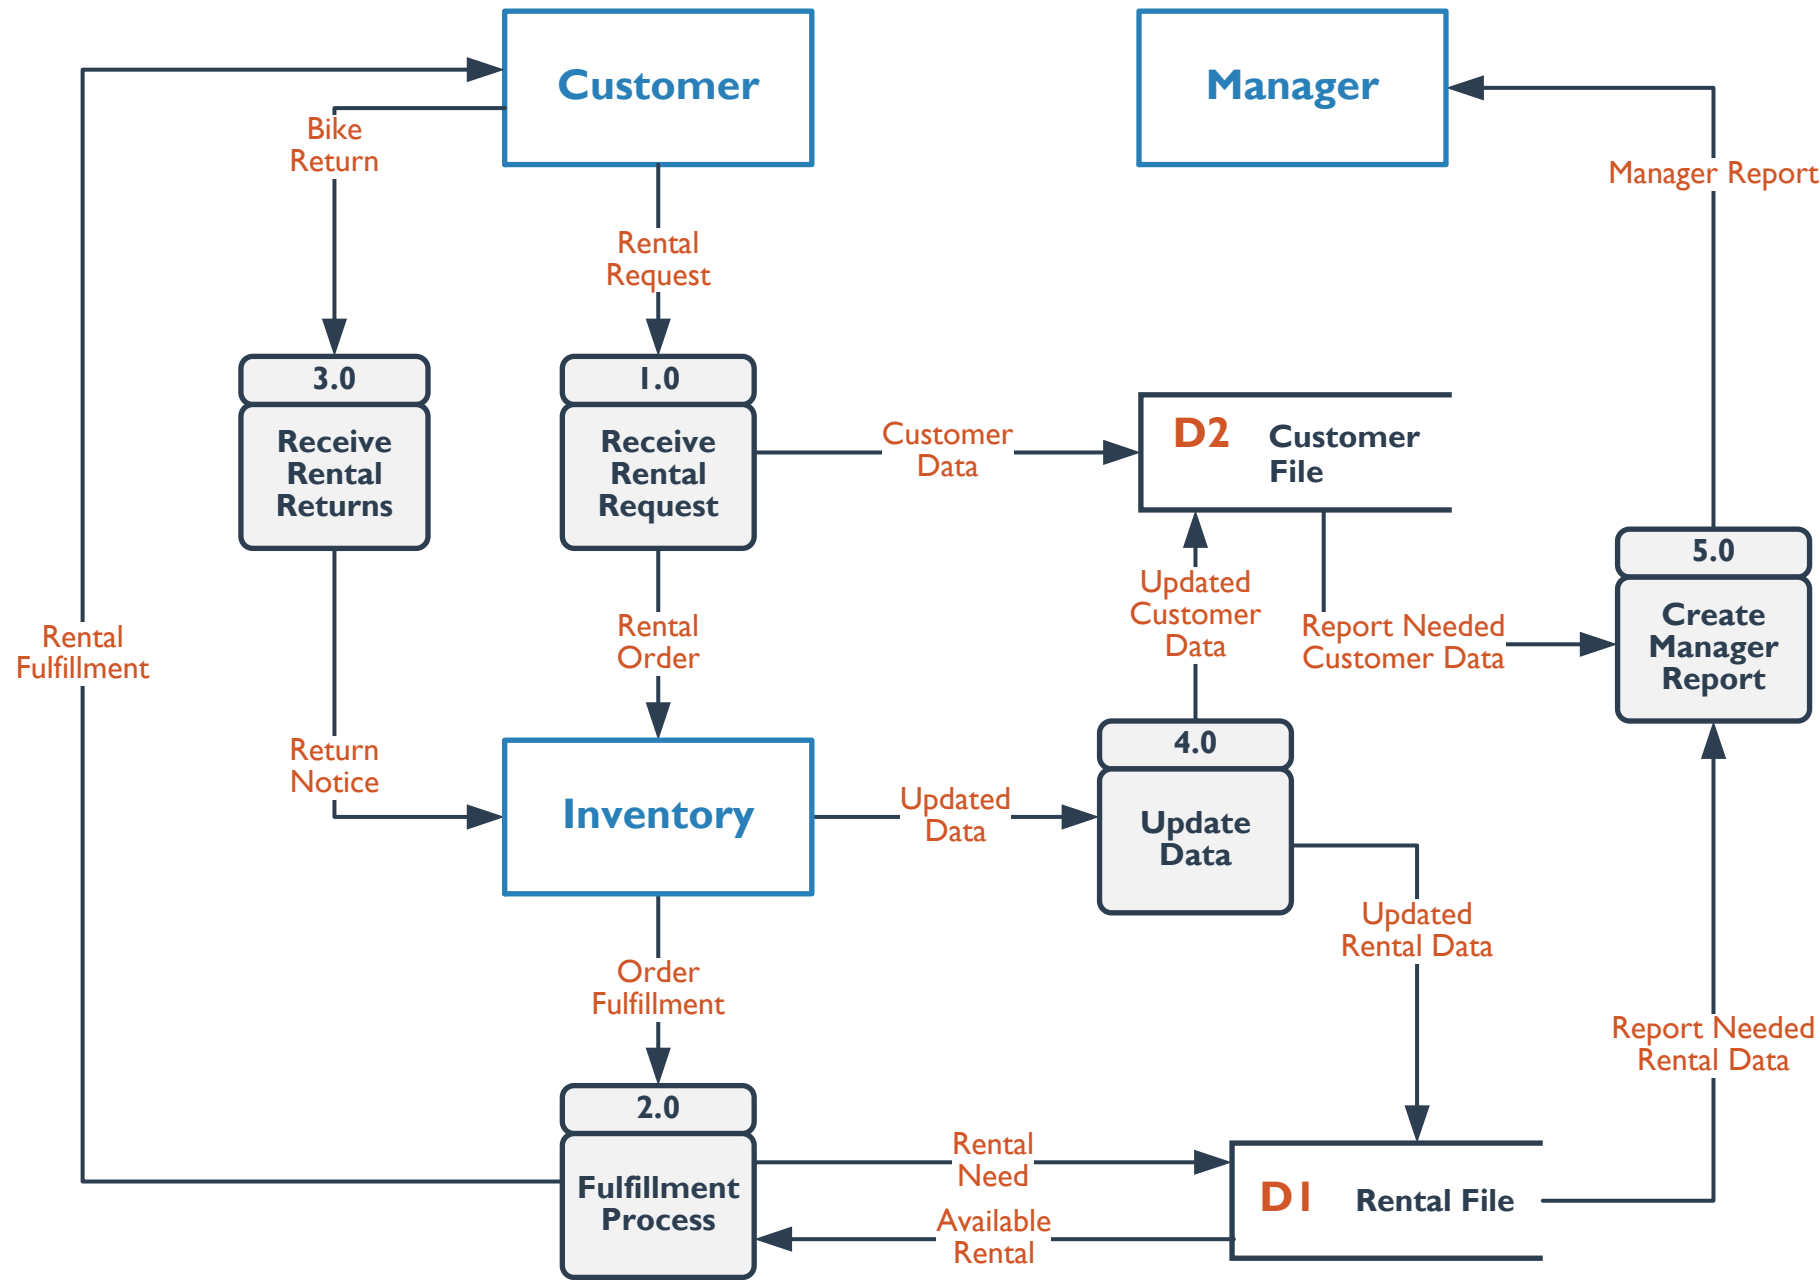 Customer
Manager
Bike
Return
Manager Report
Rental
Request
3.0
Receive
Rental
Returns
1.0
Receive
Rental
Request
Customer
Data
D2
Customer
File
5.0
Create
Manager
Report
Updated
Customer
Data
Report Needed
Customer Data
Rental
Fulfillment
Rental
Order
Return
Notice
Inventory
Updated
Data
4.0
Update
Data
Updated
Rental Data
Order
Fulfillment
Report Needed
Rental Data
2.0
Fulfillment
Process
Rental
Need
Available
Rental
D1
Rental File